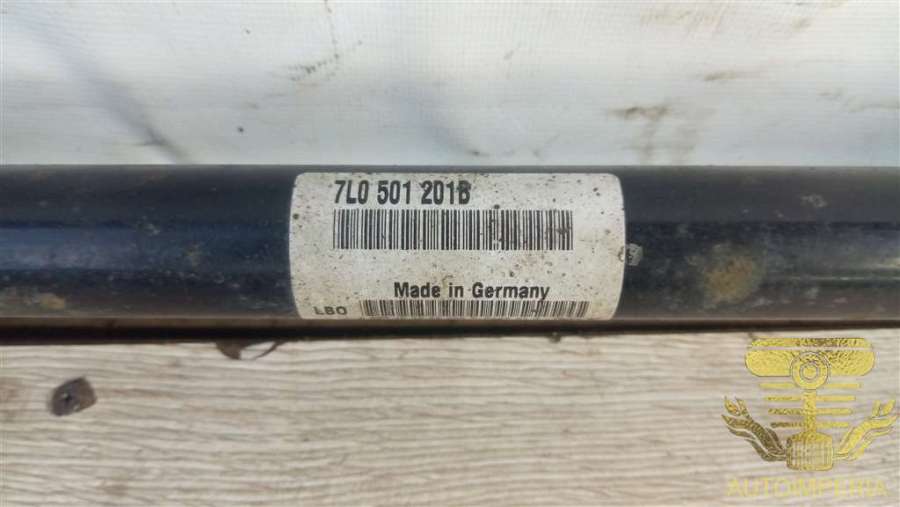 7L0 501 201B
Made in Germany
LBO
AUTOIMPERIA